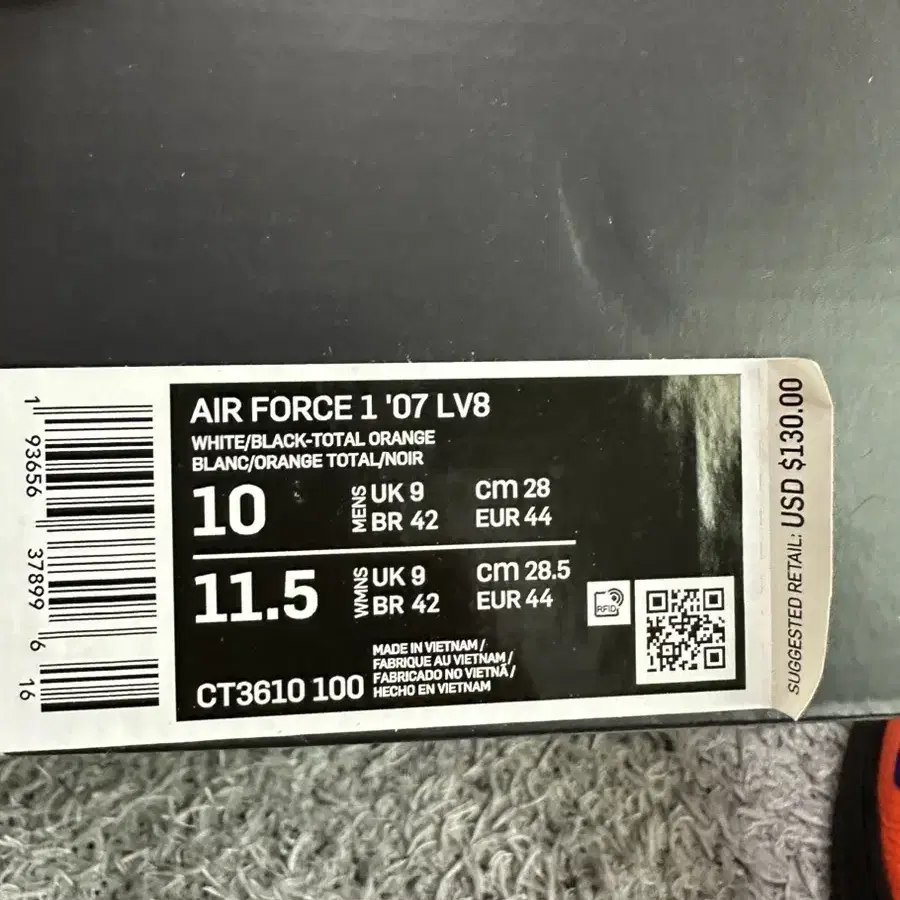 AIR FORCE 1 '07 LV8
WHITE/BLACK-TOTAL ORANGE
BLANC/ORANGE TOTAL/NOIR
10
MENS
UK 9 cm 28
BR 42 EUR 44
11.5
WMNS
UK 9 cm 28.5
BR 42 EUR 44
RFID
CT3610 100
MADE IN VIETNAM /
FABRIQUE AU VIETNAM /
FABRICADO NO VIETNÃ /
HECHO EN VIETNAM
1 93656 37899 6
16
SUGGESTED RETAIL: USD $130.00